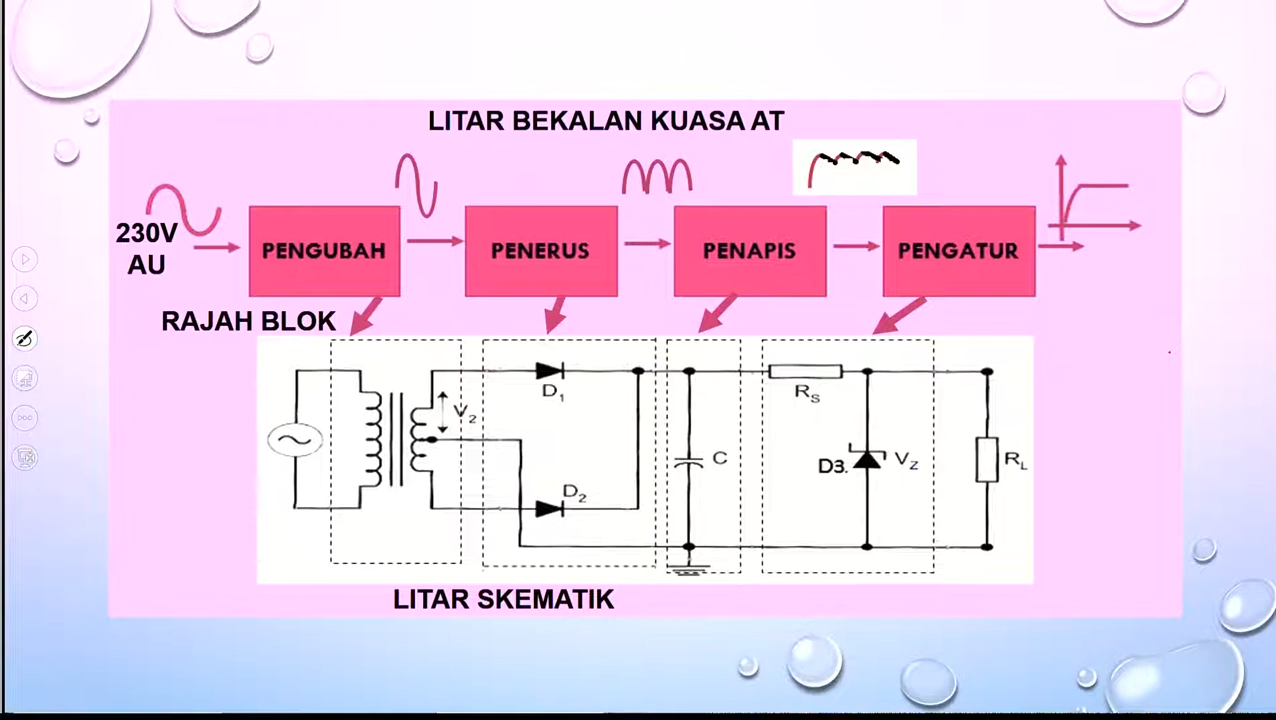 LITAR BEKALAN KUASA AT
230V
AU
PENGUBAH
PENERUS
PENAPIS
PENGATUR
RAJAH BLOK
D1
V2
RS
D2
C
D3.
VZ
RL
LITAR SKEMATIK